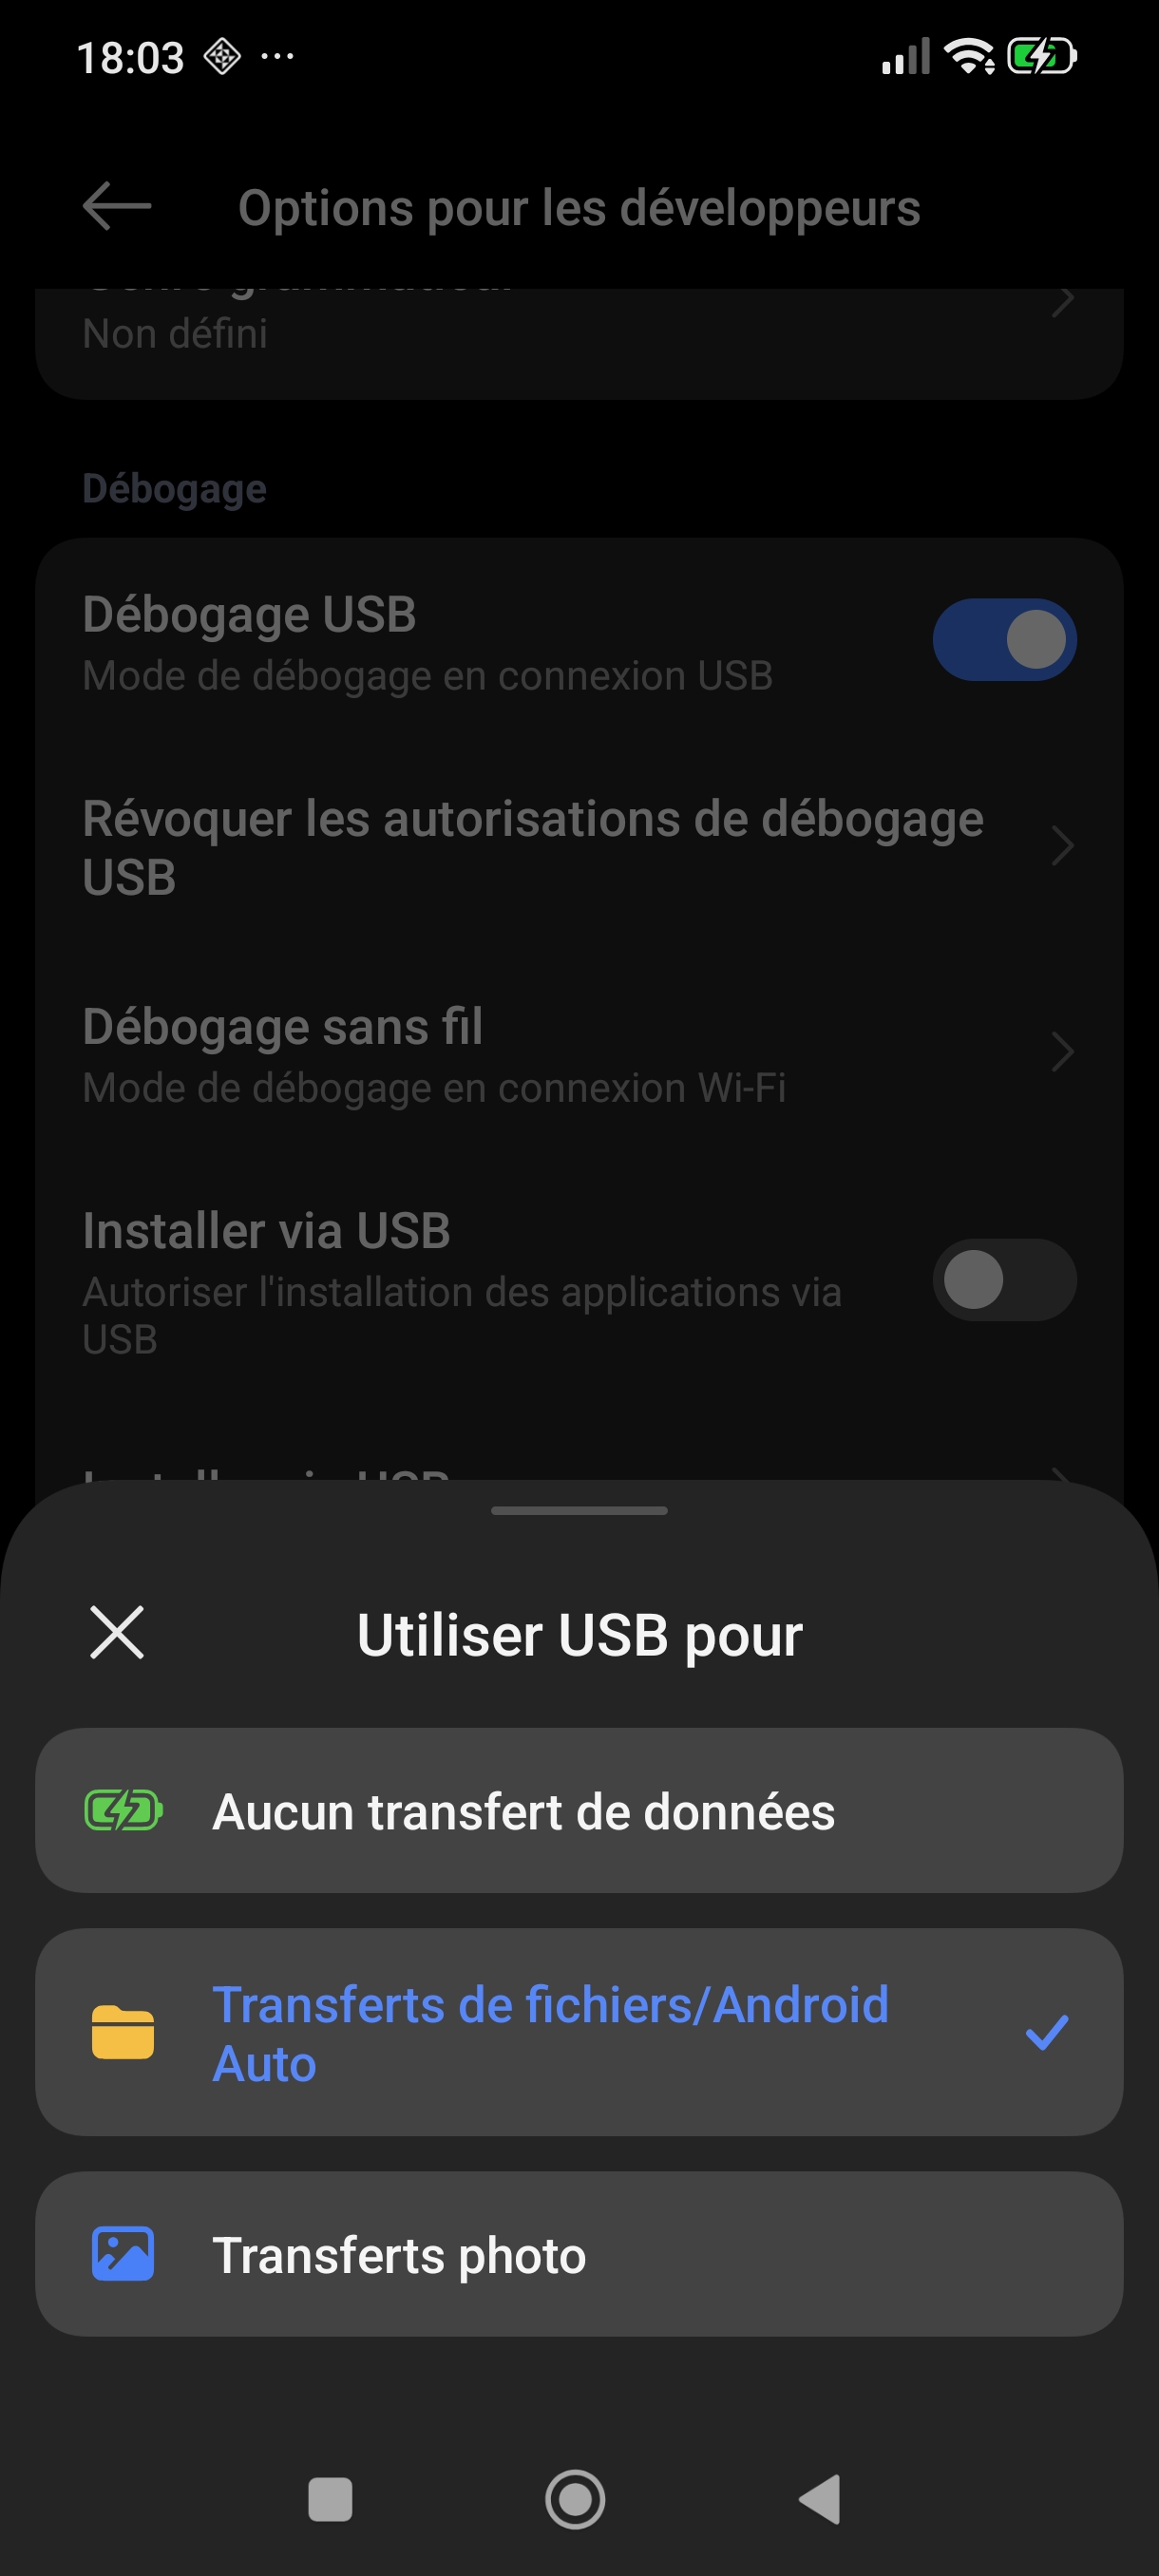 18:03
Options pour les développeurs
Non défini
Débogage
Débogage USB
Mode de débogage en connexion USB
Révoquer les autorisations de débogage
USB
Débogage sans fil
Mode de débogage en connexion Wi-Fi
Installer via USB
Autoriser l'installation des applications via
USB
Utiliser USB pour
Aucun transfert de données
Transferts de fichiers/Android
Auto
Transferts photo